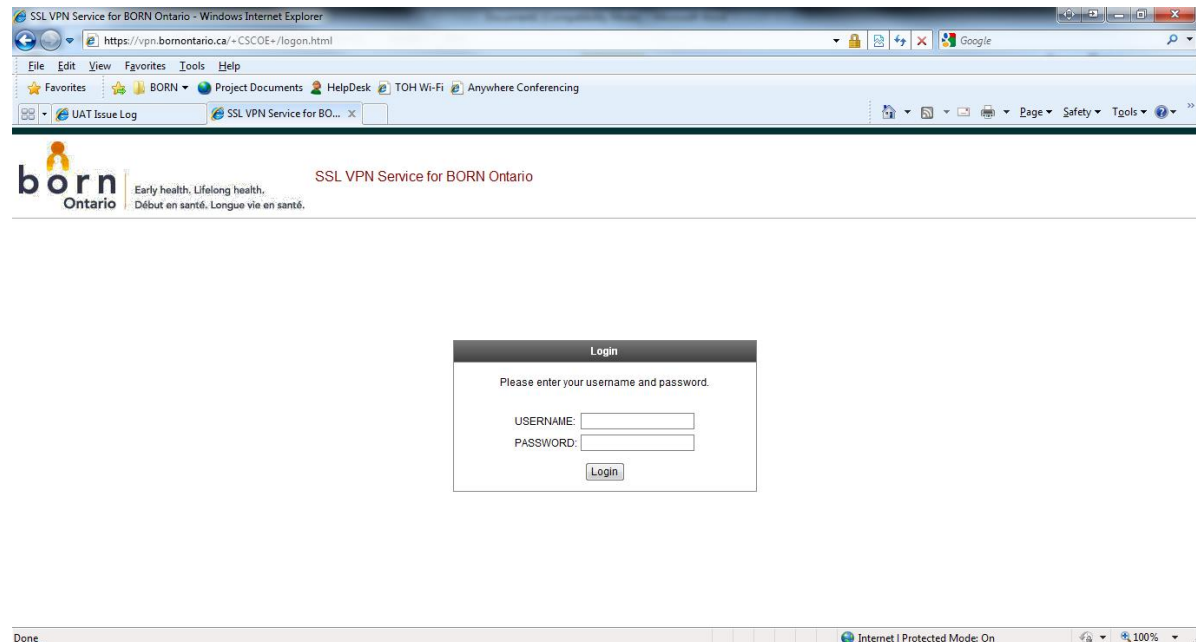 SSL VPN Service for BORN Ontario - Windows Internet Explorer
https://vpn.bornontario.ca/+CSCOE+/logon.html
Google
File Edit View Favorites Tools Help
Favorites BORN Project Documents HelpDesk TOH Wi-Fi Anywhere Conferencing
UAT Issue Log SSL VPN Service for BO... Page Safety Tools
born
Ontario
Early health. Lifelong health.
Début en santé. Longue vie en santé.
SSL VPN Service for BORN Ontario
Login
Please enter your username and password.
USERNAME:
PASSWORD:
Login
Done Internet | Protected Mode: On 100%